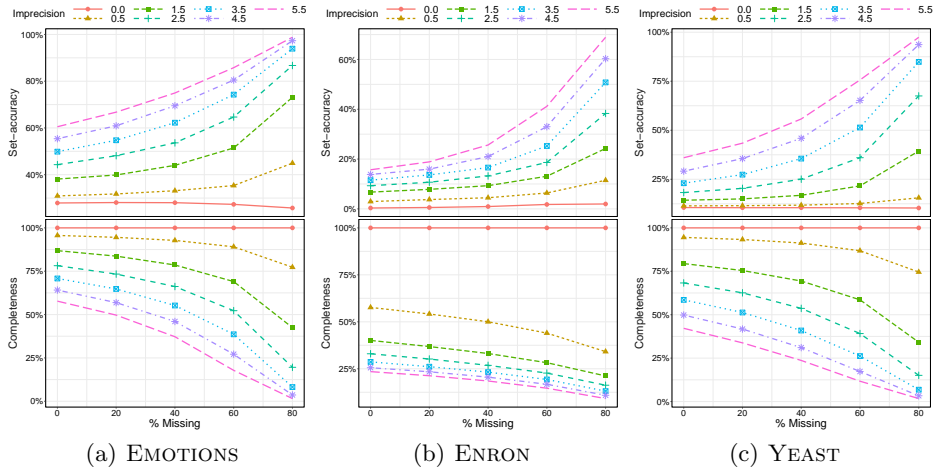 Imprecision 0.0 1.5 3.5 5.5
0.5 2.5 4.5
100%
80%
60%
40%
Set-accuracy
100%
75%
50%
25%
0%
Completeness
0 20 40 60 80
% Missing
(a) EMOTIONS
Imprecision 0.0 1.5 3.5 5.5
0.5 2.5 4.5
60%
40%
20%
0%
Set-accuracy
100%
75%
50%
25%
Completeness
0 20 40 60 80
% Missing
(b) ENRON
Imprecision 0.0 1.5 3.5 5.5
0.5 2.5 4.5
100%
75%
50%
25%
Set-accuracy
100%
75%
50%
25%
0%
Completeness
0 20 40 60 80
% Missing
(c) YEAST